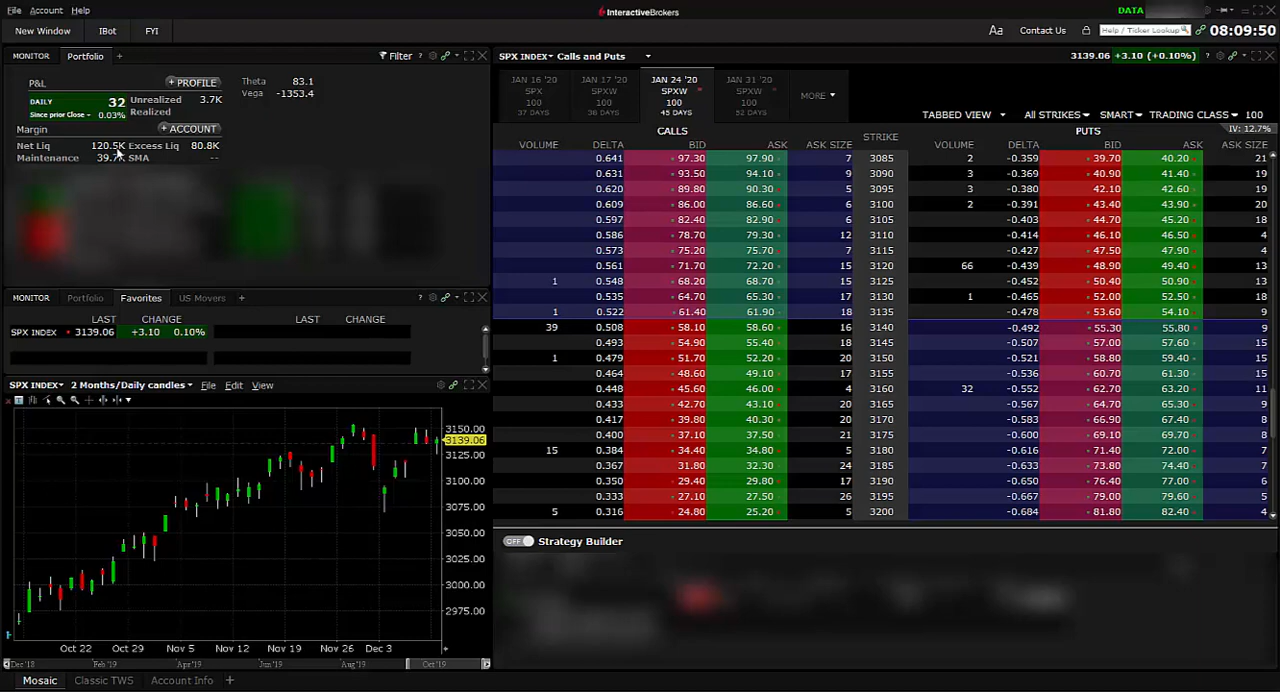 File Account Help
InteractiveBrokers
DATA
New Window IBot FYI
Aa Contact Us Help / Ticker Lookup 08:09:50
MONITOR Portfolio + Filter ?
P&L + PROFILE Theta 83.1
DAILY 32 Unrealized 3.7K Vega -1353.4
Since prior Close 0.03% Realized
Margin + ACCOUNT
Net Liq 120.5K Excess Liq 80.8K
Maintenance SMA --
MONITOR Portfolio Favorites US Movers + ?
LAST CHANGE LAST CHANGE
SPX INDEX 3139.06 +3.10 0.10%
SPX INDEX 2 Months/Daily candles File Edit View
3150.00
3139.06
3125.00
3100.00
3075.00
3050.00
3025.00
3000.00
2975.00
Oct 22 Oct 29 Nov 5 Nov 12 Nov 19 Nov 26 Dec 3
Dec '18 Feb '19 Apr '19 Jun '19 Aug '19 Oct '19
SPX INDEX Calls and Puts 3139.06 +3.10 (+0.10%) ?
JAN 16 '20 JAN 17 '20 JAN 24 '20 JAN 31 '20
SPX SPXW SPXW SPXW MORE
100 100 100 100
37 DAYS 38 DAYS 45 DAYS 52 DAYS
TABBED VIEW All STRIKES SMART TRADING CLASS 100
CALLS STRIKE PUTS IV: 12.7%
VOLUME DELTA BID ASK ASK SIZE VOLUME DELTA BID ASK ASK SIZE
0.641 97.30 97.90 7 3085 2 -0.359 39.70 40.20 21
0.631 93.50 94.10 9 3090 3 -0.369 40.90 41.40 19
0.620 89.80 90.30 5 3095 3 -0.380 42.10 42.60 19
0.609 86.00 86.60 6 3100 2 -0.391 43.40 43.90 20
0.597 82.40 82.90 6 3105 -0.403 44.70 45.20 18
0.586 78.70 79.30 12 3110 -0.414 46.10 46.50 4
0.573 75.20 75.70 7 3115 -0.427 47.50 47.90 4
0.561 71.70 72.20 15 3120 66 -0.439 48.90 49.40 13
1 0.548 68.20 68.70 15 3125 -0.452 50.40 50.90 13
0.535 64.70 65.30 17 3130 1 -0.465 52.00 52.50 18
1 0.522 61.40 61.90 18 3135 -0.478 53.60 54.10 9
39 0.508 58.10 58.60 16 3140 -0.492 55.30 55.80 9
0.493 54.90 55.40 18 3145 -0.507 57.00 57.60 15
1 0.479 51.70 52.20 20 3150 -0.521 58.80 59.40 15
0.464 48.60 49.10 17 3155 -0.536 60.70 61.30 15
0.448 45.60 46.00 4 3160 32 -0.552 62.70 63.20 11
0.433 42.70 43.10 20 3165 -0.567 64.70 65.30 9
0.417 39.80 40.30 20 3170 -0.583 66.90 67.40 8
0.400 37.10 37.50 21 3175 -0.600 69.10 69.70 8
15 0.384 34.40 34.80 5 3180 -0.616 71.40 72.00 7
0.367 31.80 32.30 24 3185 -0.633 73.80 74.40 7
0.350 29.40 29.80 17 3190 -0.650 76.40 77.00 6
0.333 27.10 27.50 26 3195 -0.667 79.00 79.60 5
5 0.316 24.80 25.20 5 3200 -0.684 81.80 82.40 4
OFF Strategy Builder
Mosaic Classic TWS Account Info +